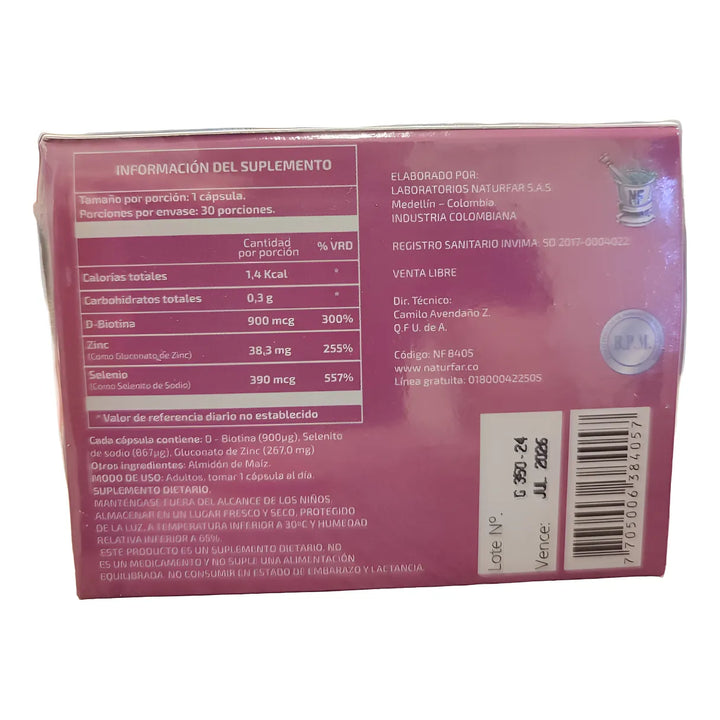 INFORMACIÓN DEL SUPLEMENTO
Tamaño por porción: 1 cápsula.
Porciones por envase: 30 porciones.
Cantidad por porción % VRD
Calorías totales 1,4 Kcal *
Carbohidratos totales 0,3 g *
D-Biotina 900 mcg 300%
Zinc
(Como Gluconato de Zinc) 38,3 mg 255%
Selenio
(Como Selenito de Sodio) 390 mcg 557%
* Valor de referencia diario no establecido
Cada cápsula contiene: D - Biotina (900µg), Selenito
de sodio (867µg), Gluconato de Zinc (267,0 mg)
Otros ingredientes: Almidón de Maíz.
MODO DE USO: Adultos, tomar 1 cápsula al día.
SUPLEMENTO DIETARIO.
MANTÉNGASE FUERA DEL ALCANCE DE LOS NIÑOS.
ALMACENAR EN UN LUGAR FRESCO Y SECO, PROTEGIDO
DE LA LUZ, A TEMPERATURA INFERIOR A 30ºC Y HUMEDAD
RELATIVA INFERIOR A 65%
ESTE PRODUCTO ES UN SUPLEMENTO DIETARIO, NO
ES UN MEDICAMENTO Y NO SUPLE UNA ALIMENTACIÓN
EQUILIBRADA. NO CONSUMIR EN ESTADO DE EMBARAZO Y LACTANCIA.
ELABORADO POR:
LABORATORIOS NATURFAR S.A.S.
Medellín – Colombia
INDUSTRIA COLOMBIANA
NF
REGISTRO SANITARIO INVIMA: SD 2017-0004022
VENTA LIBRE
Dir. Técnico:
Camilo Avendaño Z.
Q.F U. de A.
Código: NF B405
www.naturfar.co
Línea gratuita: 018000422505
R.P.M.
Lote Nº. G 350-24
Vence: JUL 2026
7705006384057